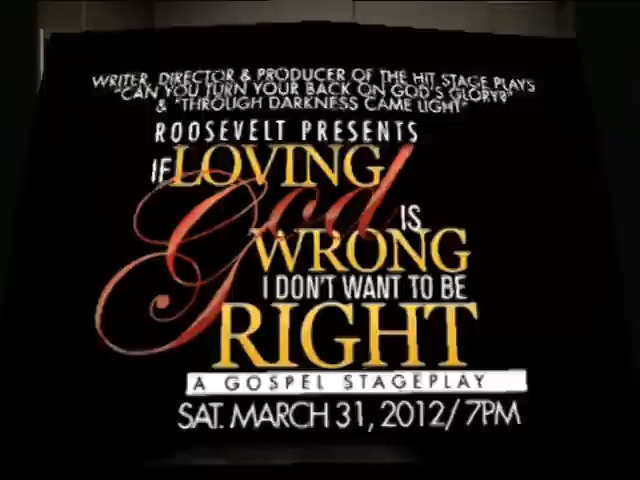 WRITER, DIRECTOR & PRODUCER OF THE HIT STAGE PLAYS
"CAN YOU TURN YOUR BACK ON GOD'S GLORY?"
& "THROUGH DARKNESS CAME LIGHT"
ROOSEVELT PRESENTS
IF LOVING
God IS
WRONG
I DON'T WANT TO BE
RIGHT
A GOSPEL STAGEPLAY
SAT. MARCH 31, 2012/ 7PM